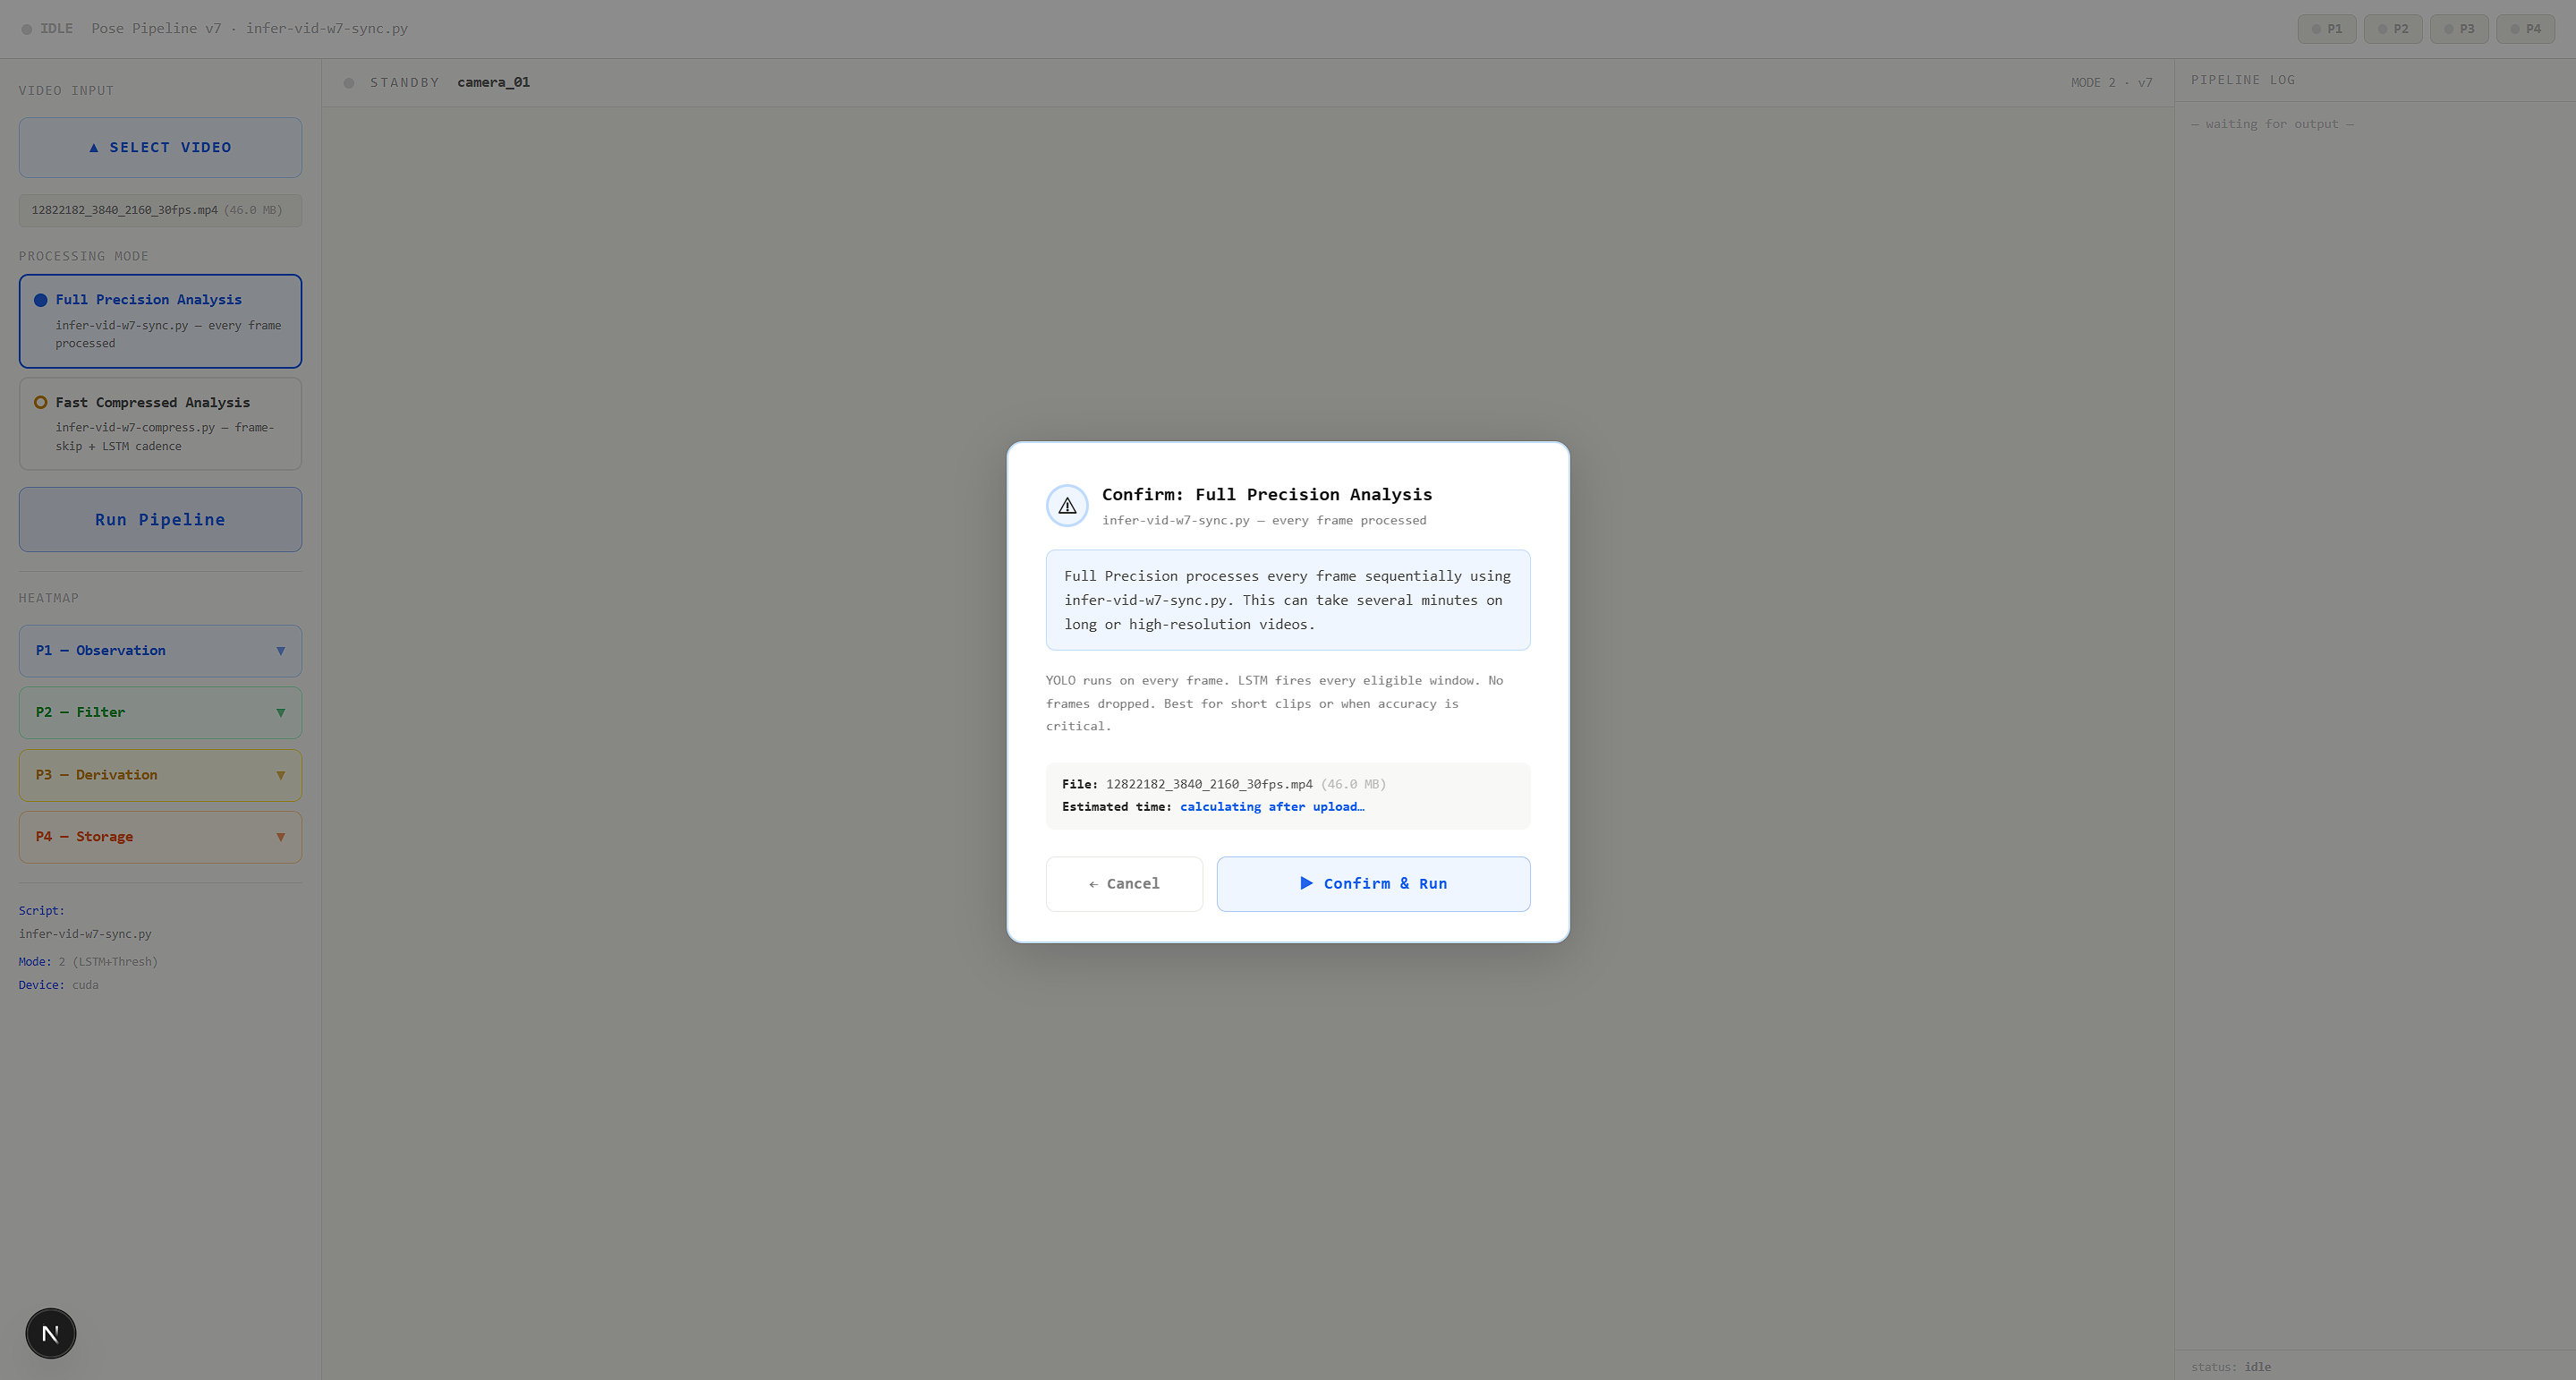 IDLE Pose Pipeline v7 · infer-vid-w7-sync.py
P1 P2 P3 P4
VIDEO INPUT
▲ SELECT VIDEO
12822182_3840_2160_30fps.mp4 (46.0 MB)
PROCESSING MODE
Full Precision Analysis
infer-vid-w7-sync.py — every frame
processed
Fast Compressed Analysis
infer-vid-w7-compress.py — frame-
skip + LSTM cadence
Run Pipeline
HEATMAP
P1 — Observation ▼
P2 — Filter ▼
P3 — Derivation ▼
P4 — Storage ▼
Script:
infer-vid-w7-sync.py
Mode: 2 (LSTM+Thresh)
Device: cuda
N
STANDBY camera_01
MODE 2 · v7
Confirm: Full Precision Analysis
infer-vid-w7-sync.py — every frame processed
Full Precision processes every frame sequentially using
infer-vid-w7-sync.py. This can take several minutes on
long or high-resolution videos.
YOLO runs on every frame. LSTM fires every eligible window. No
frames dropped. Best for short clips or when accuracy is
critical.
File: 12822182_3840_2160_30fps.mp4 (46.0 MB)
Estimated time: calculating after upload…
← Cancel
▶ Confirm & Run
PIPELINE LOG
— waiting for output —
status: idle